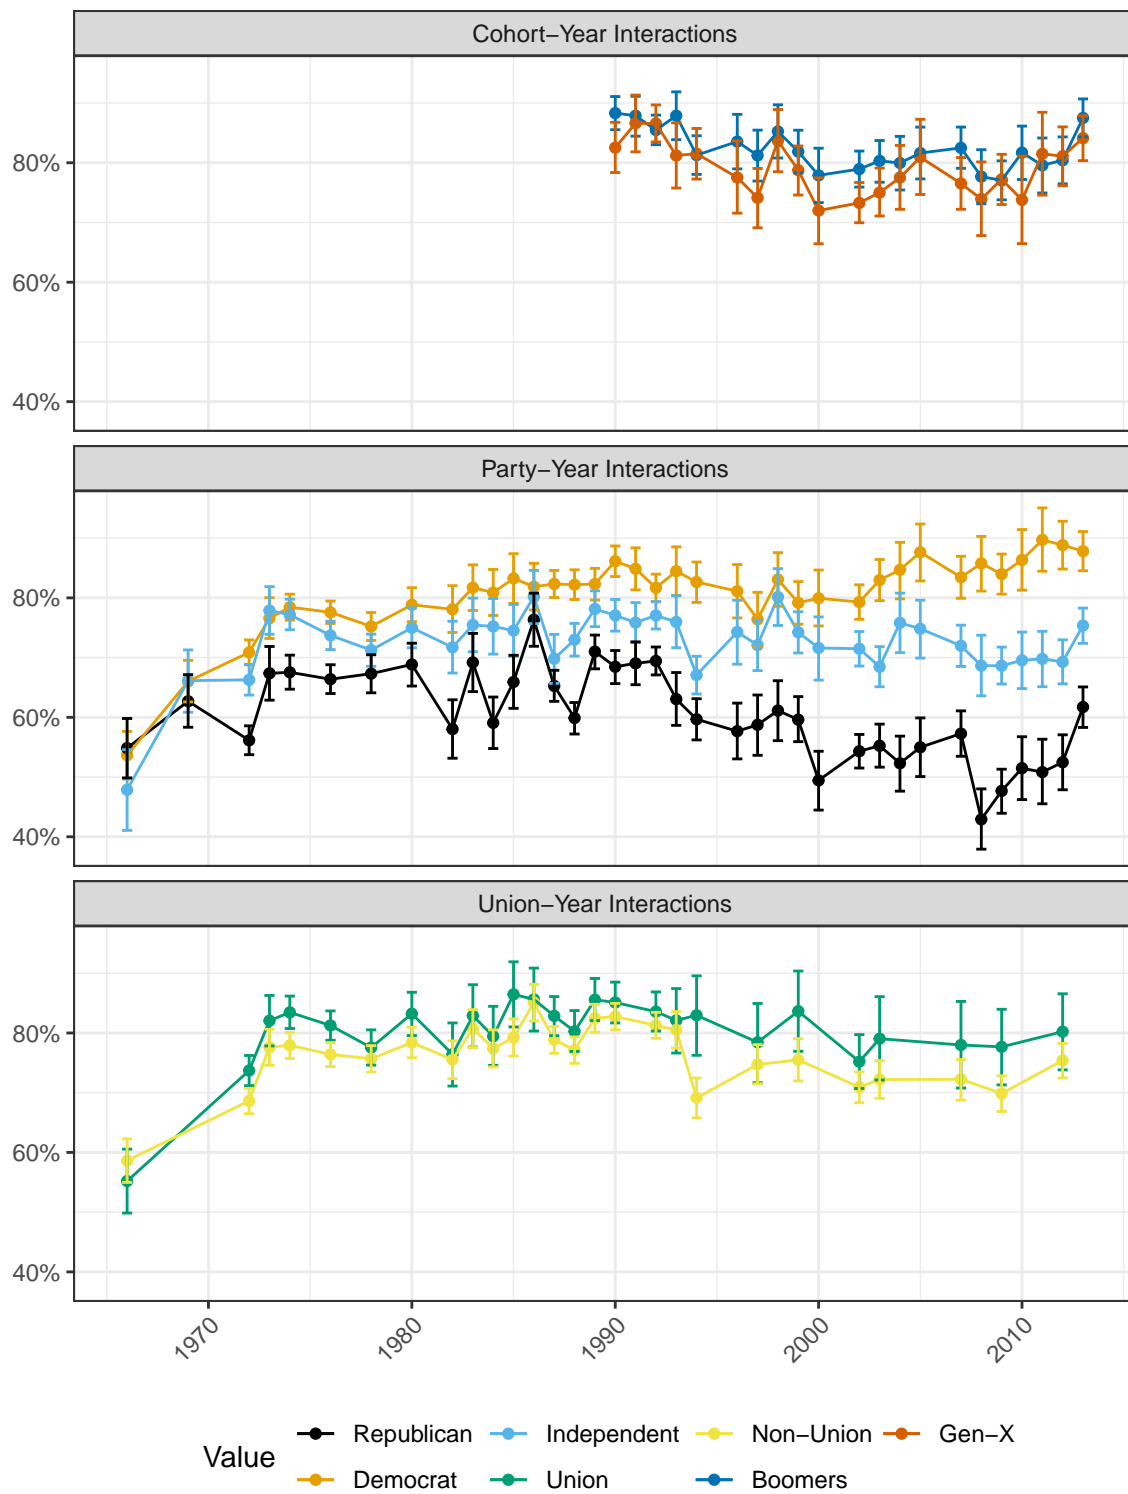 Cohort−Year Interactions
80%
60%
40%
Party−Year Interactions
80%
60%
40%
Union−Year Interactions
80%
60%
40%
1970 1980 1990 2000 2010
Value
Republican Independent Non−Union Gen−X
Democrat Union Boomers